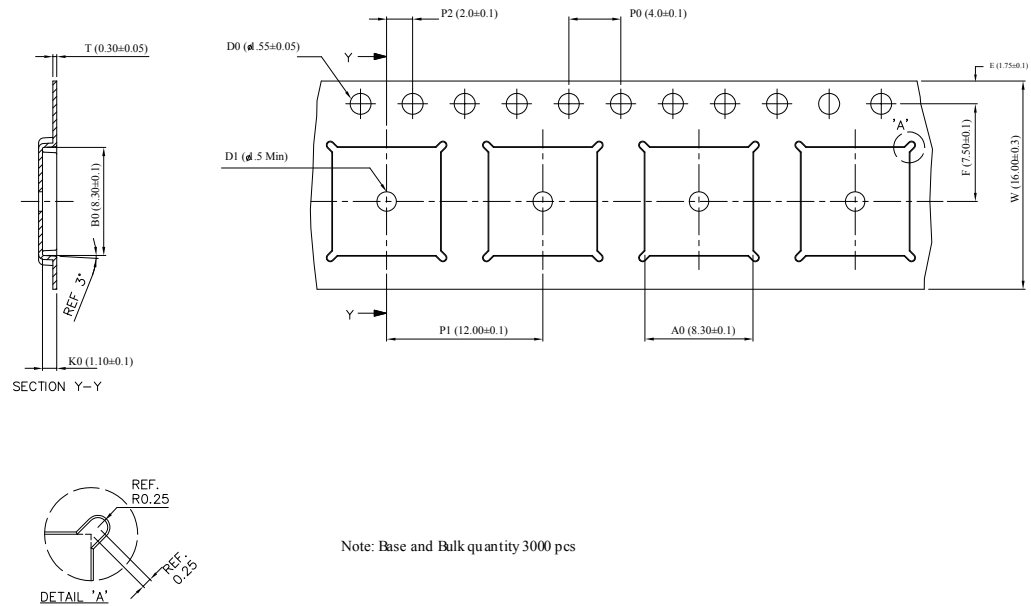 P2 (2.0±0.1)
P0 (4.0±0.1)
T (0.30±0.05)
D0 (ø1.55±0.05)
Y
E (1.75±0.1)
'A'
D1 (ø1.5 Min)
B0 (8.30±0.1)
F (7.50±0.1)
W (16.00±0.3)
REF 3°
Y
P1 (12.00±0.1)
A0 (8.30±0.1)
K0 (1.10±0.1)
SECTION Y-Y
REF.
R0.25
Note: Base and Bulk quantity 3000 pcs
REF.
0.25
DETAIL 'A'